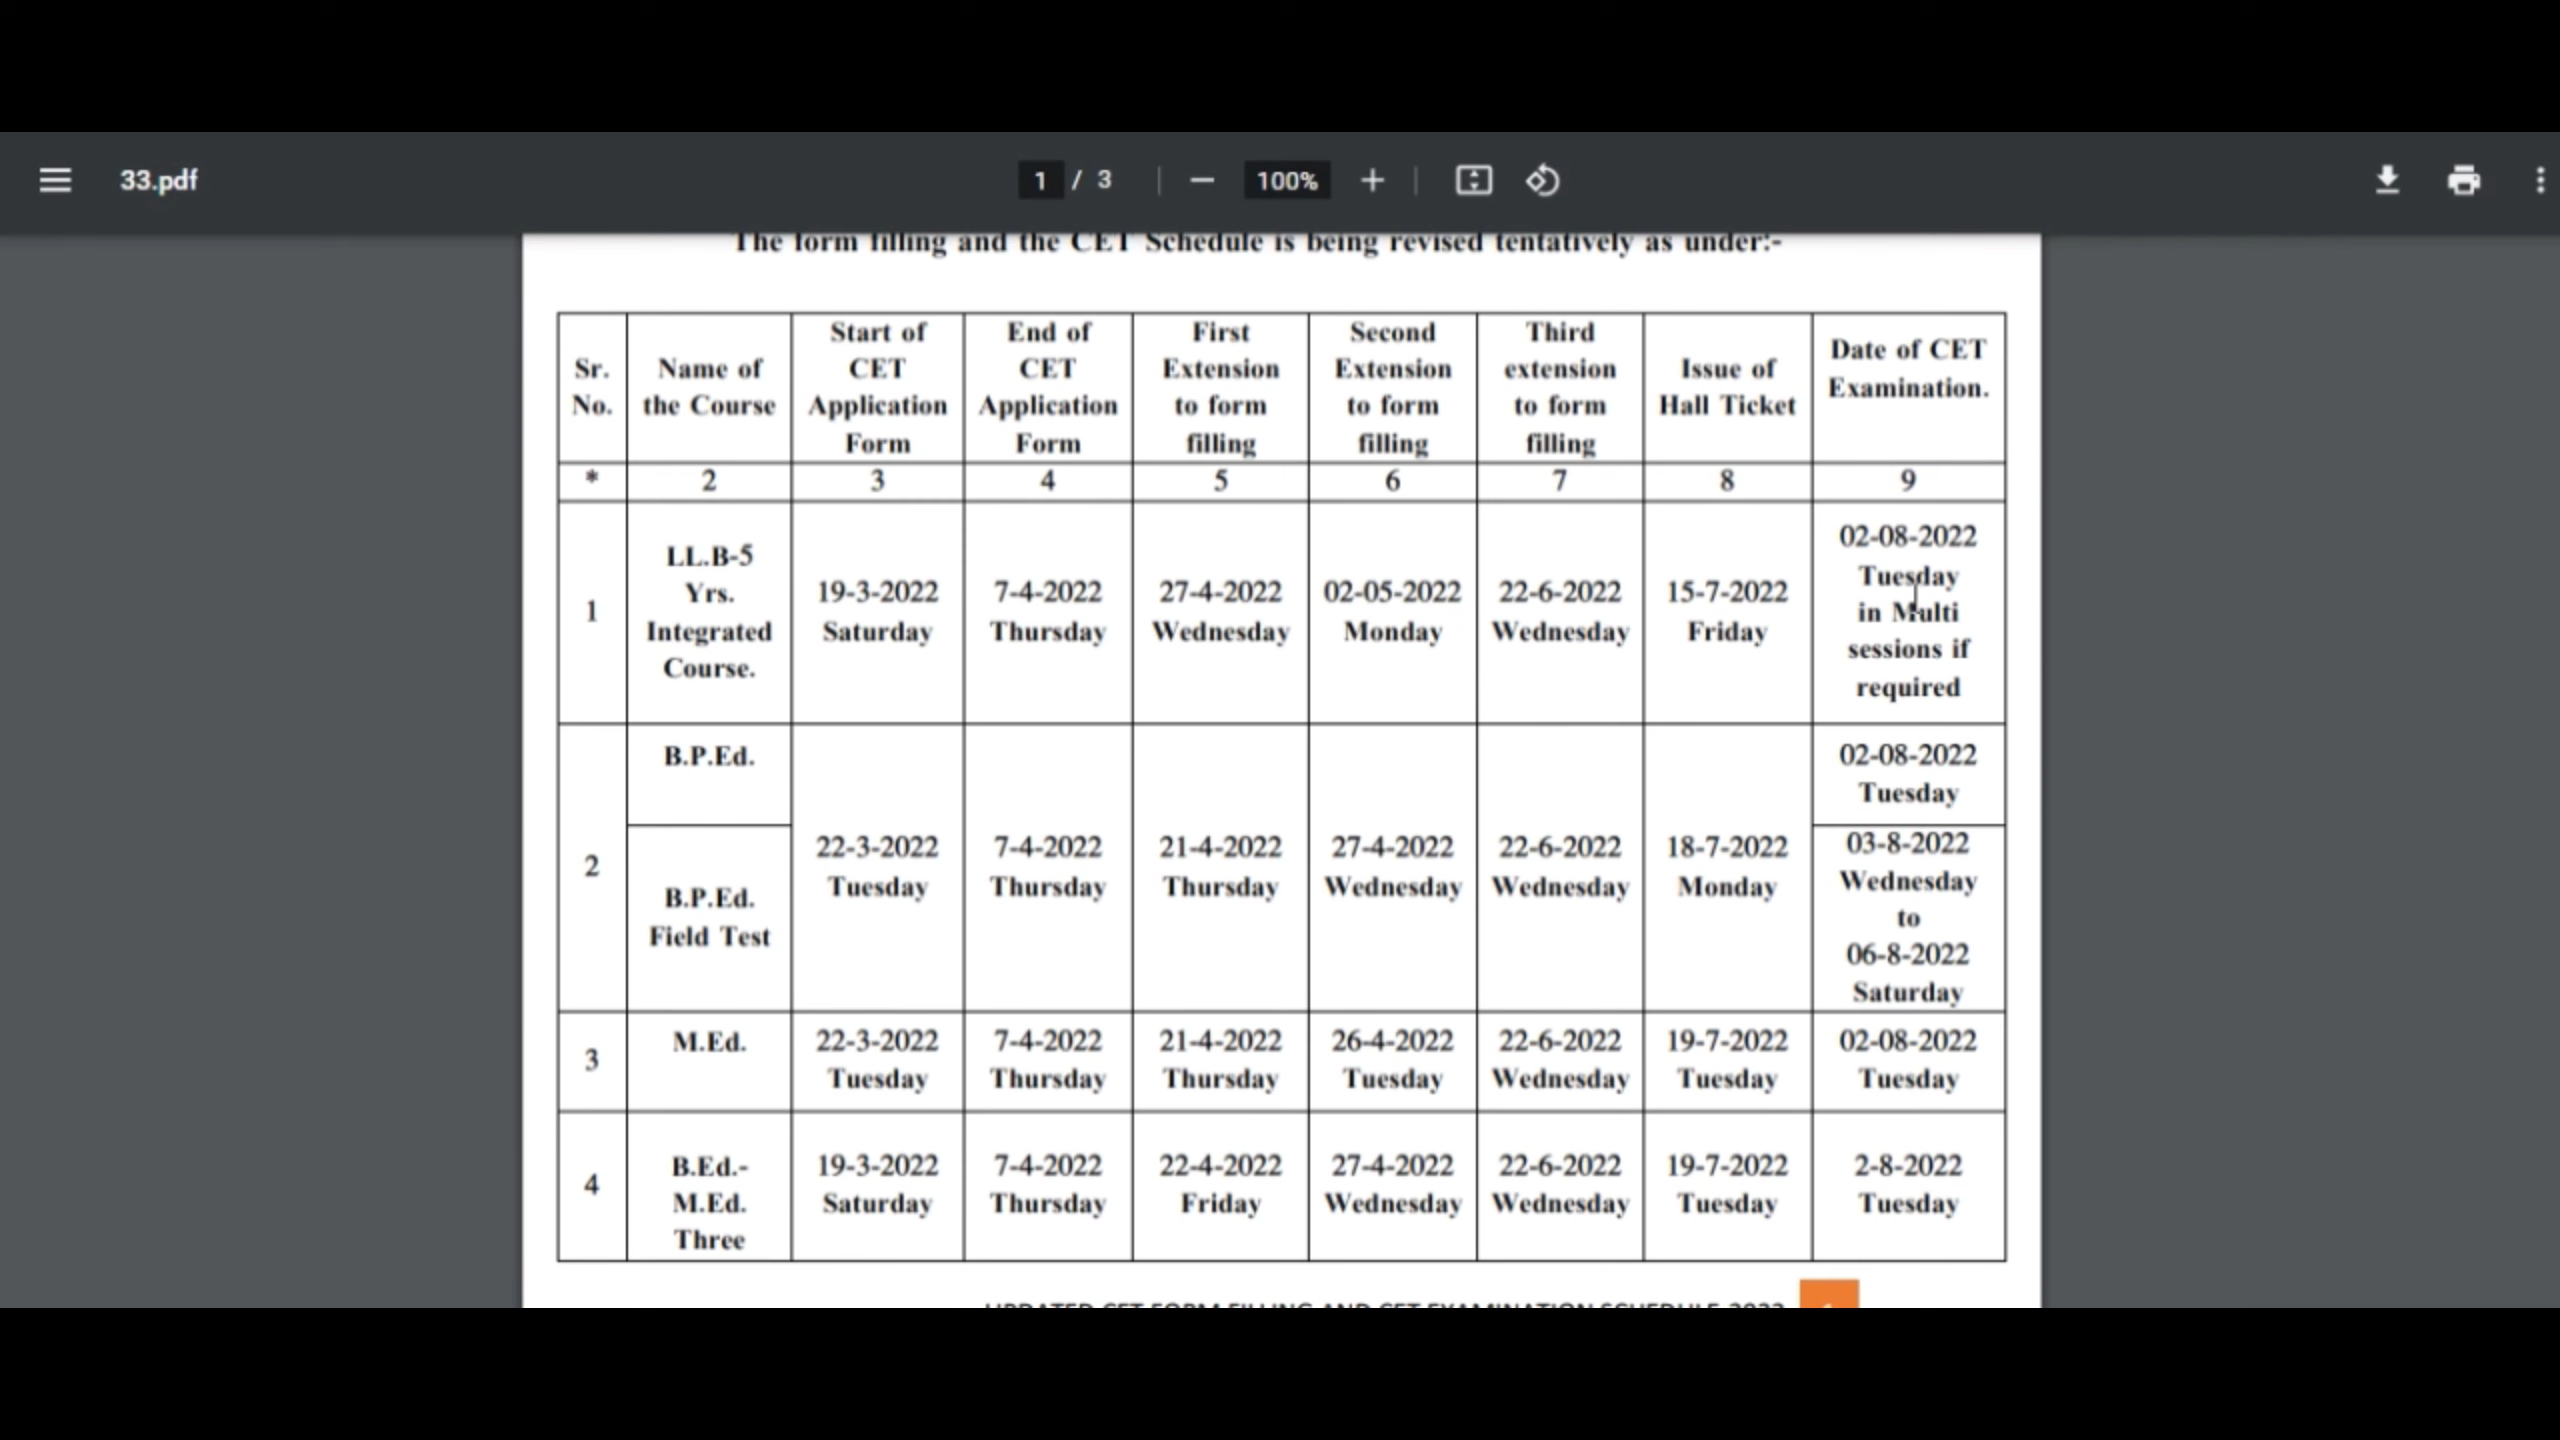 33.pdf
1 / 3
100%
The form filling and the CET Schedule is being revised tentatively as under:-
Sr. No.
Name of the Course
Start of CET Application Form
End of CET Application Form
First Extension to form filling
Second Extension to form filling
Third extension to form filling
Issue of Hall Ticket
Date of CET Examination.
* 2 3 4 5 6 7 8 9
1
LL.B-5
Yrs.
Integrated
Course.
19-3-2022
Saturday
7-4-2022
Thursday
27-4-2022
Wednesday
02-05-2022
Monday
22-6-2022
Wednesday
15-7-2022
Friday
02-08-2022
Tuesday
in Multi
sessions if
required
2
B.P.Ed.
B.P.Ed.
Field Test
22-3-2022
Tuesday
7-4-2022
Thursday
21-4-2022
Thursday
27-4-2022
Wednesday
22-6-2022
Wednesday
18-7-2022
Monday
02-08-2022
Tuesday
03-8-2022
Wednesday
to
06-8-2022
Saturday
3
M.Ed.
22-3-2022
Tuesday
7-4-2022
Thursday
21-4-2022
Thursday
26-4-2022
Tuesday
22-6-2022
Wednesday
19-7-2022
Tuesday
02-08-2022
Tuesday
4
B.Ed.-
M.Ed.
Three
19-3-2022
Saturday
7-4-2022
Thursday
22-4-2022
Friday
27-4-2022
Wednesday
22-6-2022
Wednesday
19-7-2022
Tuesday
2-8-2022
Tuesday
UPDATED CET FORM FILLING AND CET EXAMINATION SCHEDULE 2022